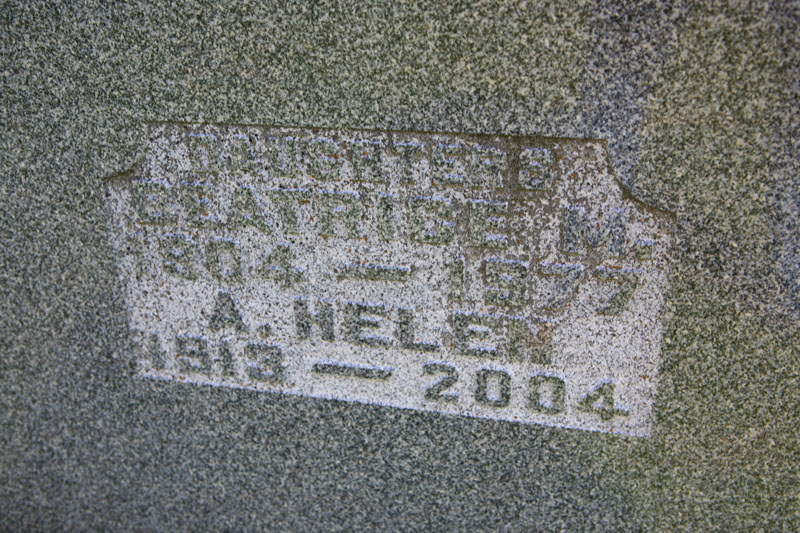 DAUGHTERS
BEATRICE M.
1904 — 1977
A. HELEN
1913 — 2004